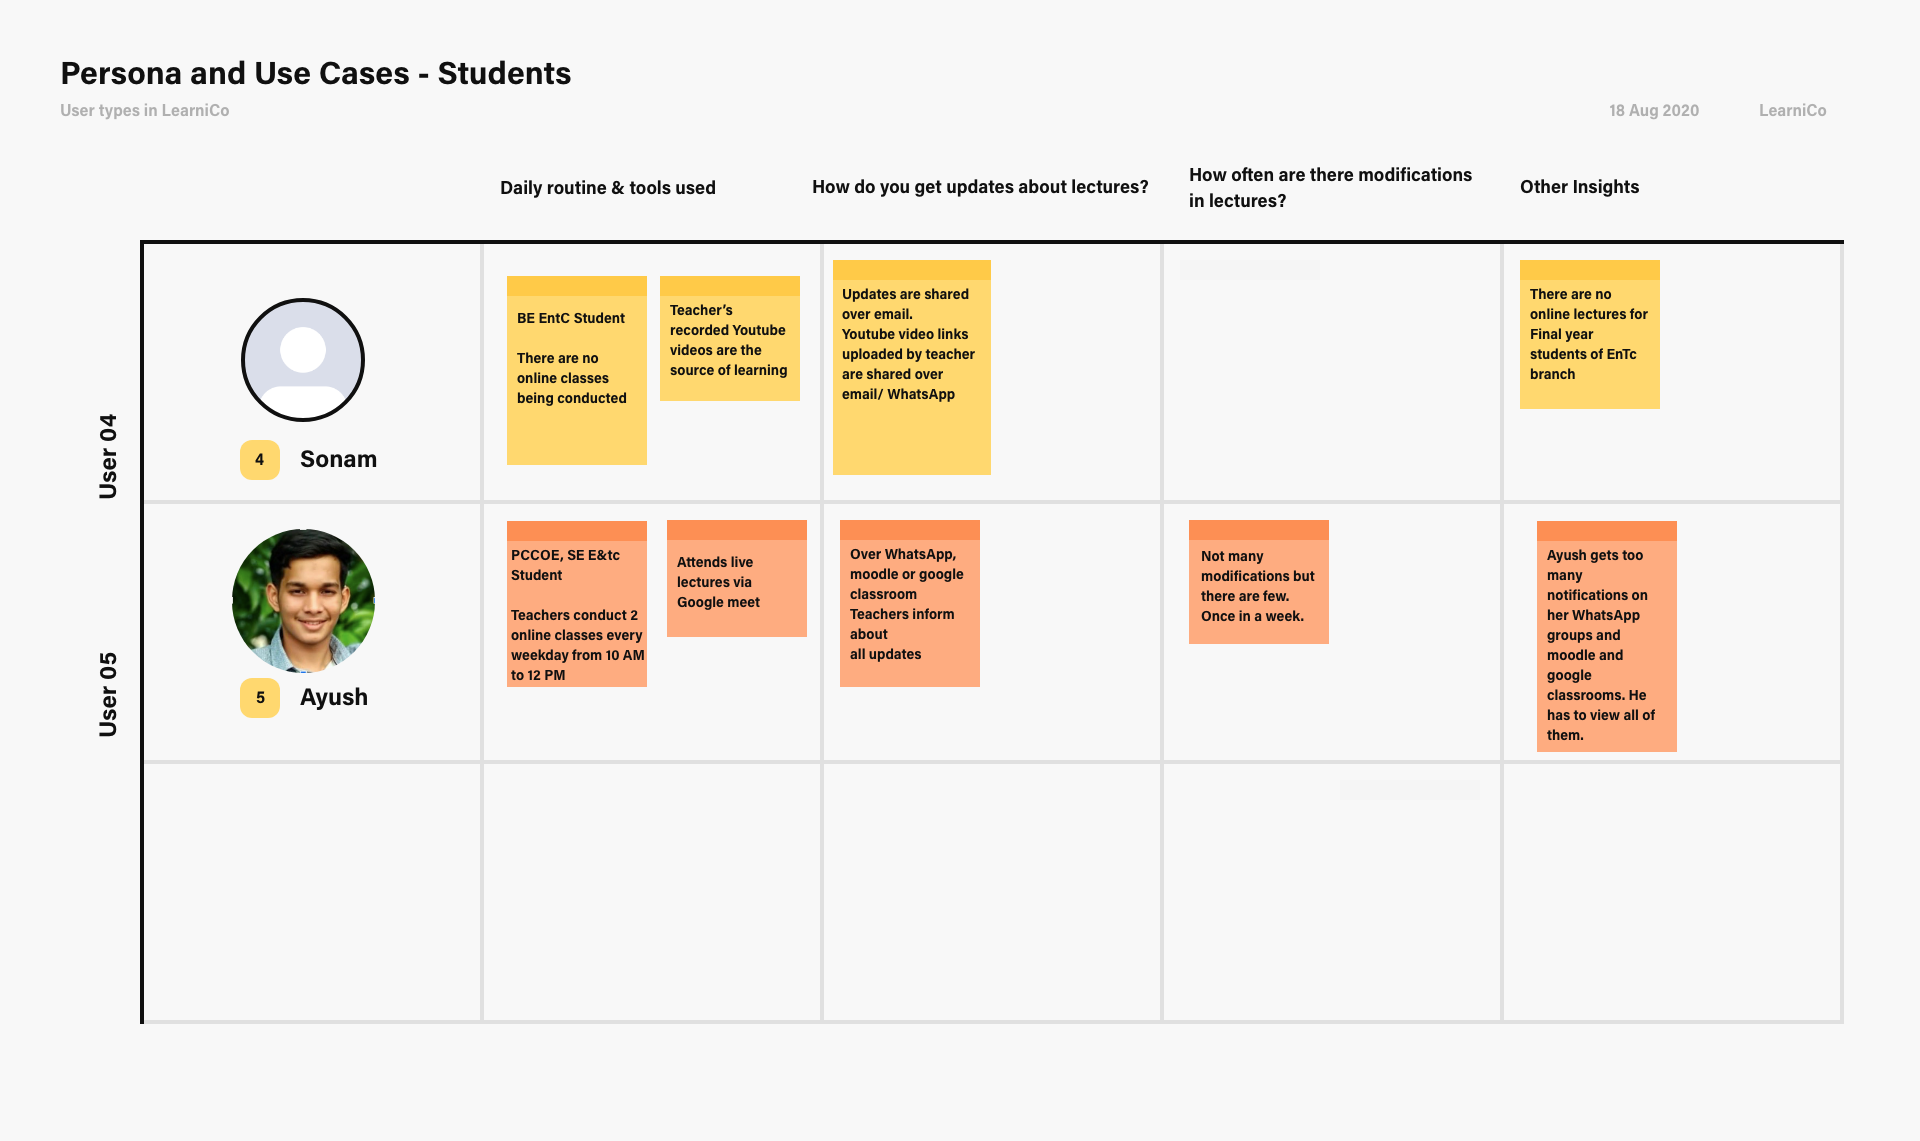 Persona and Use Cases - Students
User types in LearniCo
18 Aug 2020
LearniCo
Daily routine & tools used
How do you get updates about lectures?
How often are there modifications
in lectures?
Other Insights
User 04
4
Sonam
BE EntC Student
There are no
online classes
being conducted
Teacher’s
recorded Youtube
videos are the
source of learning
Updates are shared
over email.
Youtube video links
uploaded by teacher
are shared over
email/ WhatsApp
There are no
online lectures for
Final year
students of EnTc
branch
User 05
5
Ayush
PCCOE, SE E&tc
Student
Teachers conduct 2
online classes every
weekday from 10 AM
to 12 PM
Attends live
lectures via
Google meet
Over WhatsApp,
moodle or google
classroom
Teachers inform
about
all updates
Not many
modifications but
there are few.
Once in a week.
Ayush gets too
many
notifications on
her WhatsApp
groups and
moodle and
google
classrooms. He
has to view all of
them.